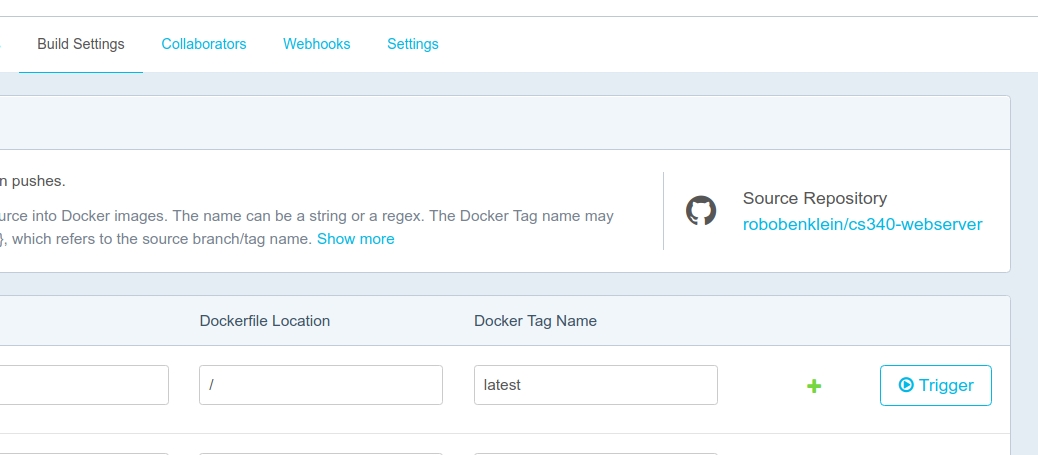 Build Settings Collaborators Webhooks Settings
n pushes.
urce into Docker images. The name can be a string or a regex. The Docker Tag name may
}, which refers to the source branch/tag name. Show more
Source Repository
robobenklein/cs340-webserver
Dockerfile Location Docker Tag Name
/ latest + Trigger